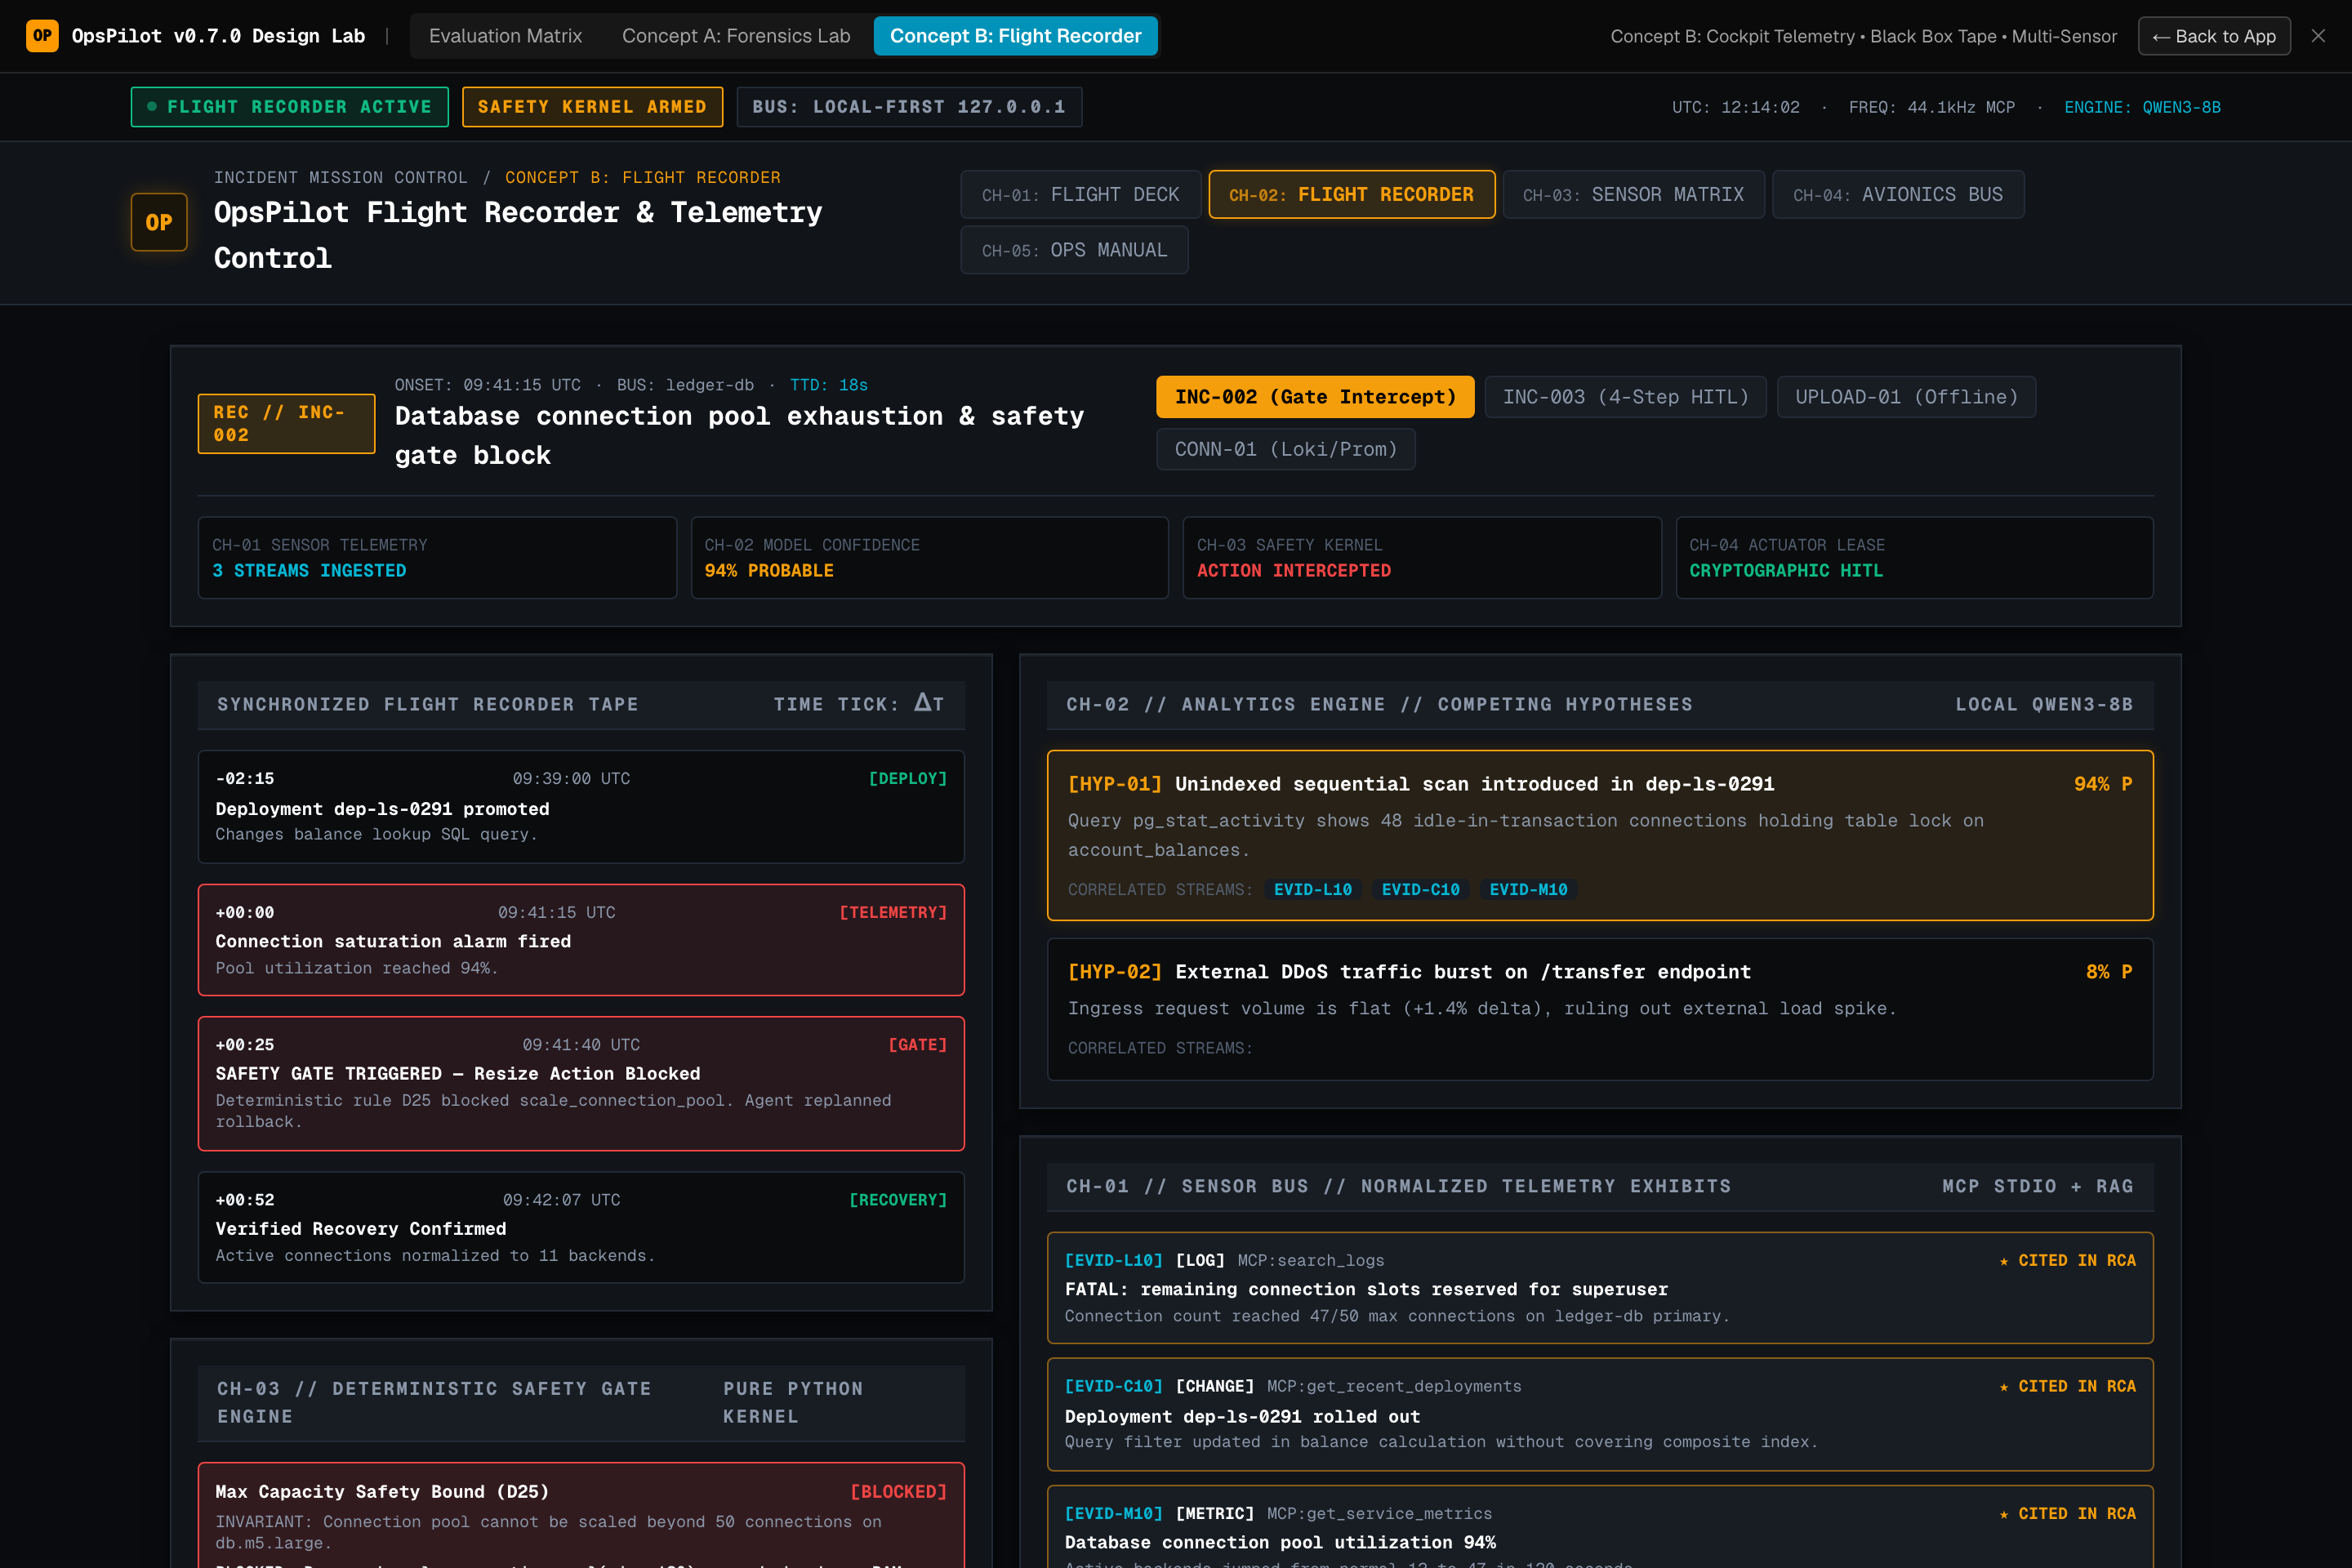 OP OpsPilot v0.7.0 Design Lab | Evaluation Matrix Concept A: Forensics Lab Concept B: Flight Recorder Concept B: Cockpit Telemetry • Black Box Tape • Multi-Sensor ← Back to App ×
FLIGHT RECORDER ACTIVE SAFETY KERNEL ARMED BUS: LOCAL-FIRST 127.0.0.1 UTC: 12:14:02 · FREQ: 44.1kHz MCP · ENGINE: QWEN3-8B
OP
INCIDENT MISSION CONTROL / CONCEPT B: FLIGHT RECORDER
OpsPilot Flight Recorder & Telemetry
Control
CH-01: FLIGHT DECK CH-02: FLIGHT RECORDER CH-03: SENSOR MATRIX CH-04: AVIONICS BUS
CH-05: OPS MANUAL
REC // INC-
002
ONSET: 09:41:15 UTC · BUS: ledger-db · TTD: 18s
Database connection pool exhaustion & safety
gate block
INC-002 (Gate Intercept) INC-003 (4-Step HITL) UPLOAD-01 (Offline)
CONN-01 (Loki/Prom)
CH-01 SENSOR TELEMETRY
3 STREAMS INGESTED
CH-02 MODEL CONFIDENCE
94% PROBABLE
CH-03 SAFETY KERNEL
ACTION INTERCEPTED
CH-04 ACTUATOR LEASE
CRYPTOGRAPHIC HITL
SYNCHRONIZED FLIGHT RECORDER TAPE TIME TICK: ΔT
-02:15 09:39:00 UTC [DEPLOY]
Deployment dep-ls-0291 promoted
Changes balance lookup SQL query.
+00:00 09:41:15 UTC [TELEMETRY]
Connection saturation alarm fired
Pool utilization reached 94%.
+00:25 09:41:40 UTC [GATE]
SAFETY GATE TRIGGERED — Resize Action Blocked
Deterministic rule D25 blocked scale_connection_pool. Agent replanned
rollback.
+00:52 09:42:07 UTC [RECOVERY]
Verified Recovery Confirmed
Active connections normalized to 11 backends.
CH-03 // DETERMINISTIC SAFETY GATE
ENGINE
PURE PYTHON
KERNEL
Max Capacity Safety Bound (D25) [BLOCKED]
INVARIANT: Connection pool cannot be scaled beyond 50 connections on
db.m5.large.
CH-02 // ANALYTICS ENGINE // COMPETING HYPOTHESES LOCAL QWEN3-8B
[HYP-01] Unindexed sequential scan introduced in dep-ls-0291 94% P
Query pg_stat_activity shows 48 idle-in-transaction connections holding table lock on
account_balances.
CORRELATED STREAMS: EVID-L10 EVID-C10 EVID-M10
[HYP-02] External DDoS traffic burst on /transfer endpoint 8% P
Ingress request volume is flat (+1.4% delta), ruling out external load spike.
CORRELATED STREAMS:
CH-01 // SENSOR BUS // NORMALIZED TELEMETRY EXHIBITS MCP STDIO + RAG
[EVID-L10] [LOG] MCP:search_logs ★ CITED IN RCA
FATAL: remaining connection slots reserved for superuser
Connection count reached 47/50 max connections on ledger-db primary.
[EVID-C10] [CHANGE] MCP:get_recent_deployments ★ CITED IN RCA
Deployment dep-ls-0291 rolled out
Query filter updated in balance calculation without covering composite index.
[EVID-M10] [METRIC] MCP:get_service_metrics ★ CITED IN RCA
Database connection pool utilization 94%